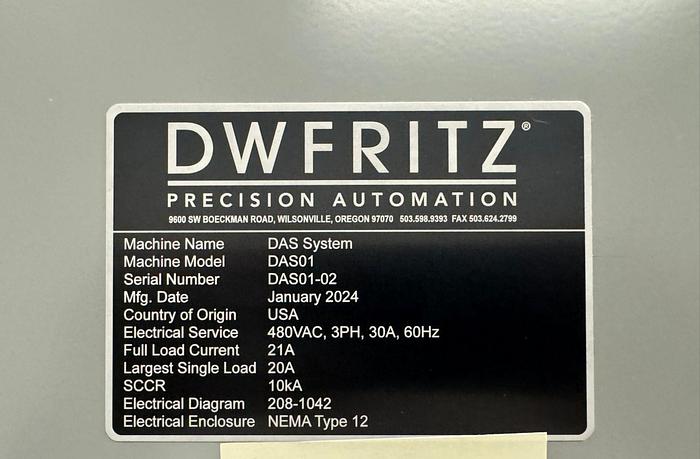 DWFRITZ®
PRECISION AUTOMATION
9600 SW BOECKMAN ROAD, WILSONVILLE, OREGON 97070 503.598.9393 FAX 503.624.2799
Machine Name DAS System
Machine Model DAS01
Serial Number DAS01-02
Mfg. Date January 2024
Country of Origin USA
Electrical Service 480VAC, 3PH, 30A, 60Hz
Full Load Current 21A
Largest Single Load 20A
SCCR 10kA
Electrical Diagram 208-1042
Electrical Enclosure NEMA Type 12